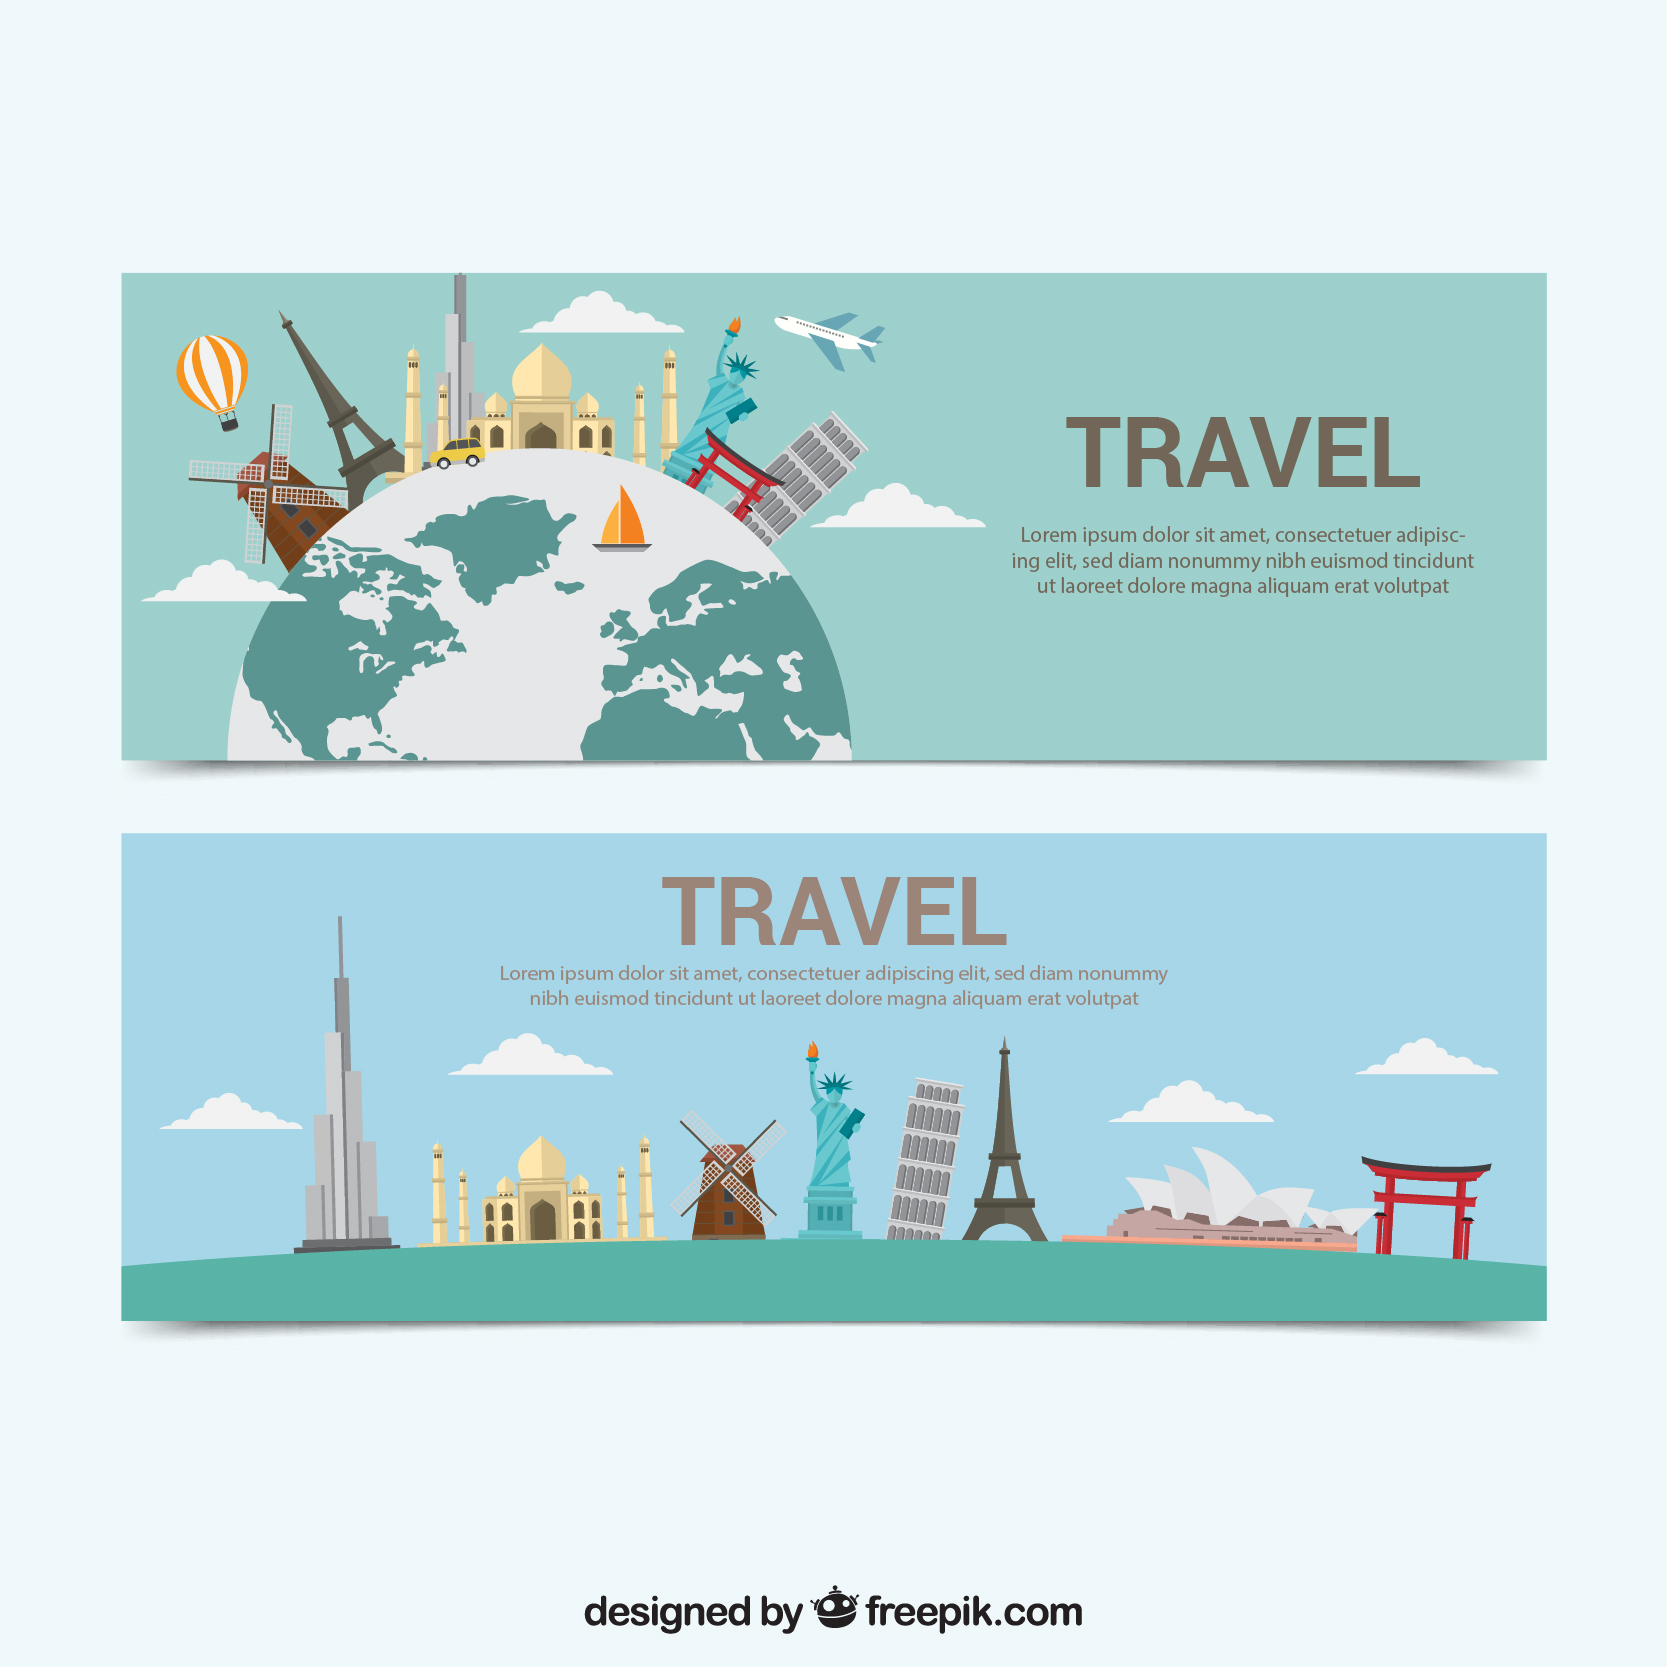 TRAVEL
Lorem ipsum dolor sit amet, consectetuer adipisc-
ing elit, sed diam nonummy nibh euismod tincidunt
ut laoreet dolore magna aliquam erat volutpat
TRAVEL
Lorem ipsum dolor sit amet, consectetuer adipiscing elit, sed diam nonummy
nibh euismod tincidunt ut laoreet dolore magna aliquam erat volutpat
designed by freepik.com